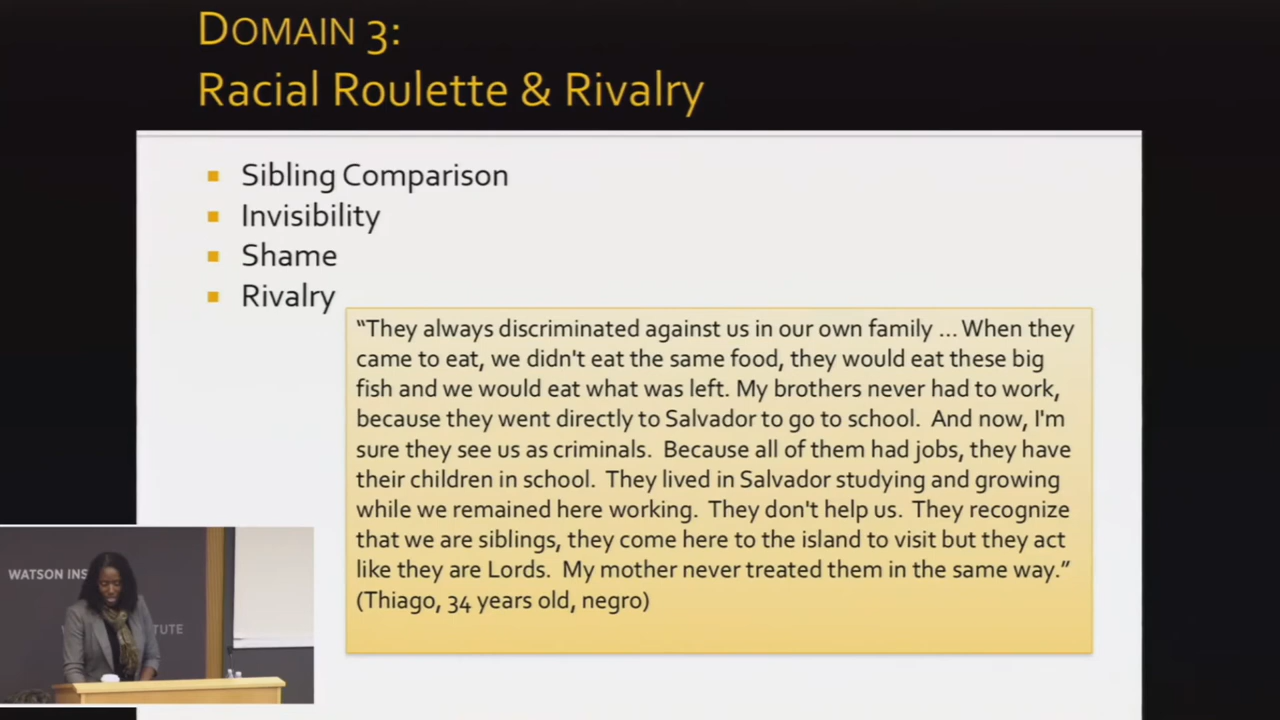 DOMAIN 3:
Racial Roulette & Rivalry
Sibling Comparison
Invisibility
Shame
Rivalry
“They always discriminated against us in our own family ... When they
came to eat, we didn't eat the same food, they would eat these big
fish and we would eat what was left. My brothers never had to work,
because they went directly to Salvador to go to school. And now, I'm
sure they see us as criminals. Because all of them had jobs, they have
their children in school. They lived in Salvador studying and growing
while we remained here working. They don't help us. They recognize
that we are siblings, they come here to the island to visit but they act
like they are Lords. My mother never treated them in the same way.”
(Thiago, 34 years old, negro)
WATSON INS